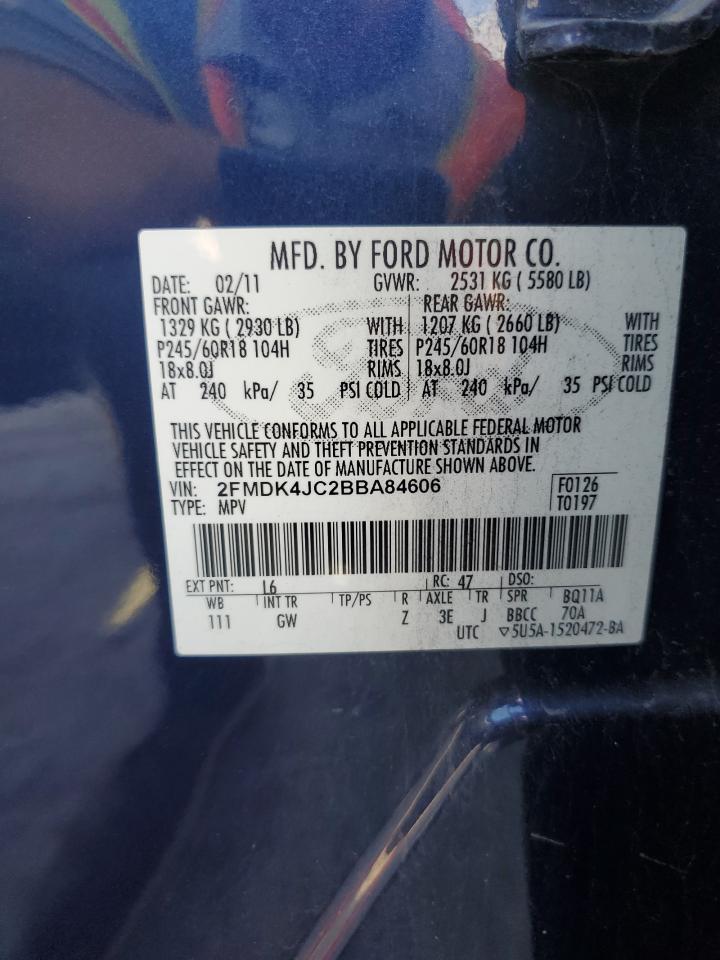 MFD. BY FORD MOTOR CO.
DATE: 02/11 GVWR: 2531 KG ( 5580 LB)
FRONT GAWR: REAR GAWR:
1329 KG ( 2930 LB) WITH 1207 KG ( 2660 LB) WITH
P245/60R18 104H TIRES P245/60R18 104H TIRES
18x8.0J RIMS 18x8.0J RIMS
AT 240 kPa/ 35 PSI COLD AT 240 kPa/ 35 PSI COLD
THIS VEHICLE CONFORMS TO ALL APPLICABLE FEDERAL MOTOR
VEHICLE SAFETY AND THEFT PREVENTION STANDARDS IN
EFFECT ON THE DATE OF MANUFACTURE SHOWN ABOVE.
VIN: 2FMDK4JC2BBA84606 F0126
TYPE: MPV T0197
EXT PNT: L6 RC: 47 DSO:
WB INT TR TP/PS R AXLE TR SPR BQ11A
111 GW Z 3E J BBCC 70A
UTC ▽5U5A-1520472-BA